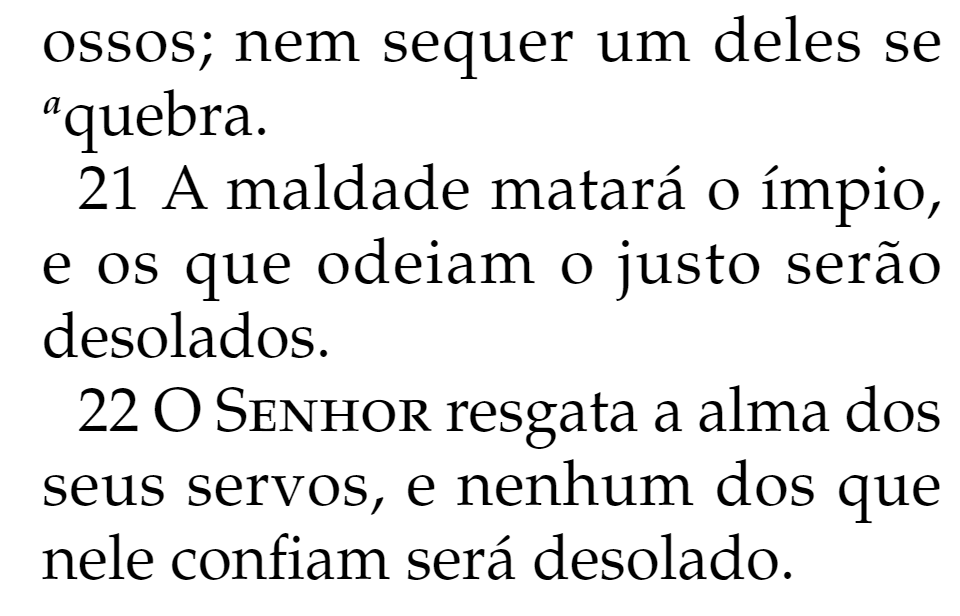 ossos; nem sequer um deles se
ᵃquebra.
21 A maldade matará o ímpio,
e os que odeiam o justo serão
desolados.
22 O SENHOR resgata a alma dos
seus servos, e nenhum dos que
nele confiam será desolado.